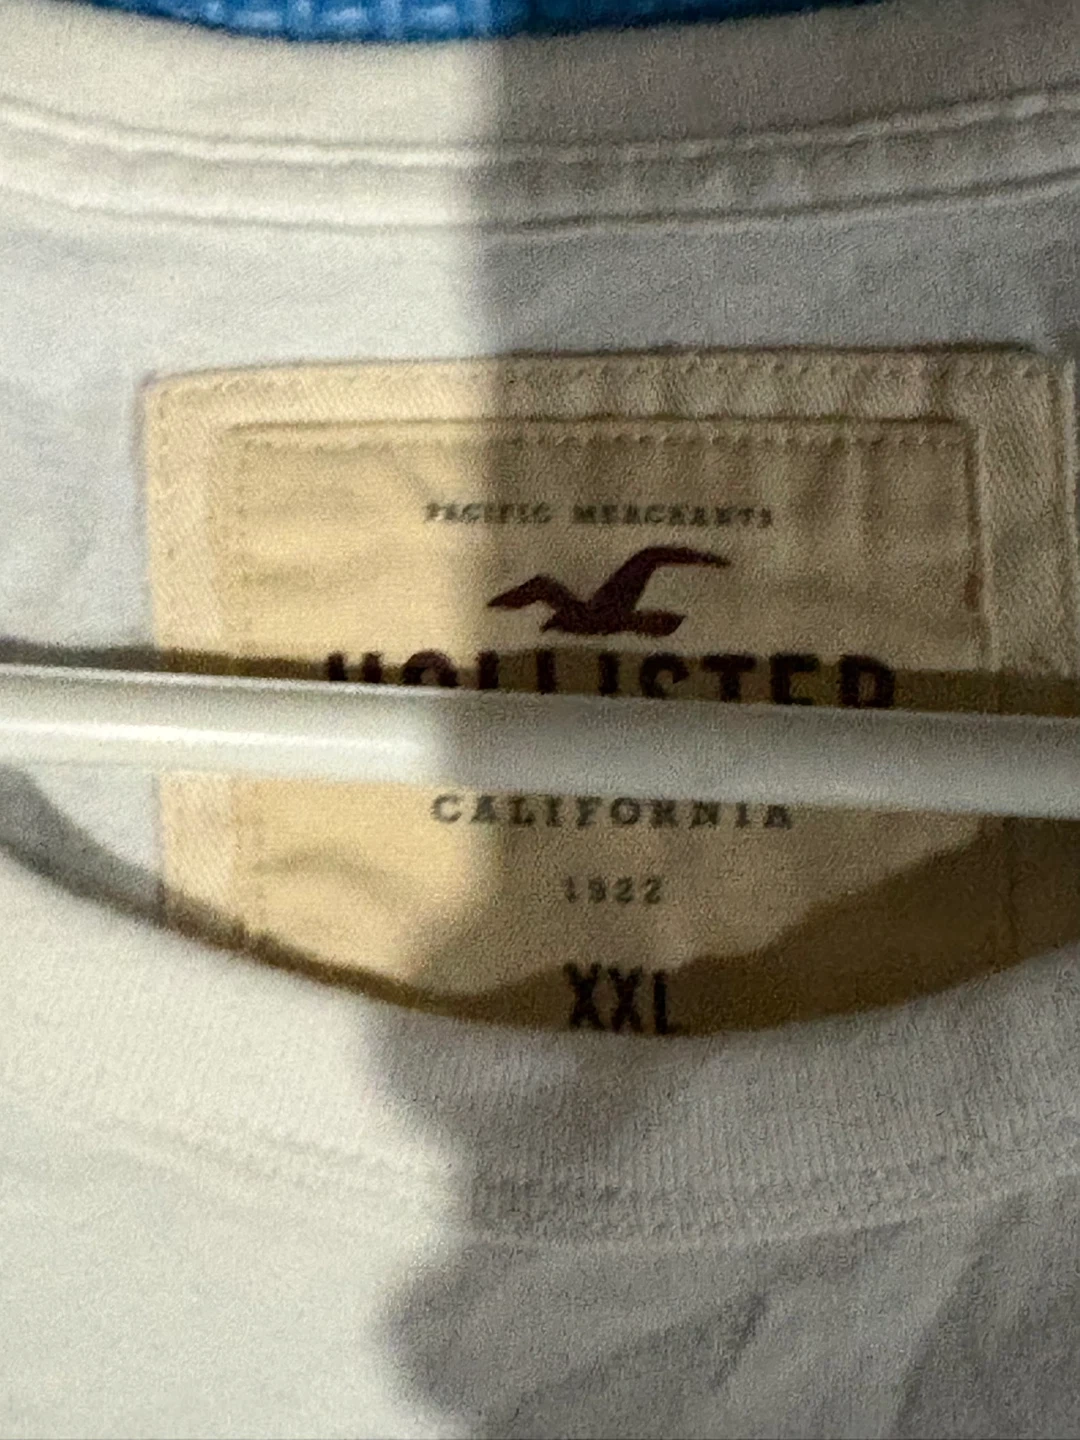 PACIFIC MERCHANTS
HOLLISTER
CALIFORNIA
1922
XXL